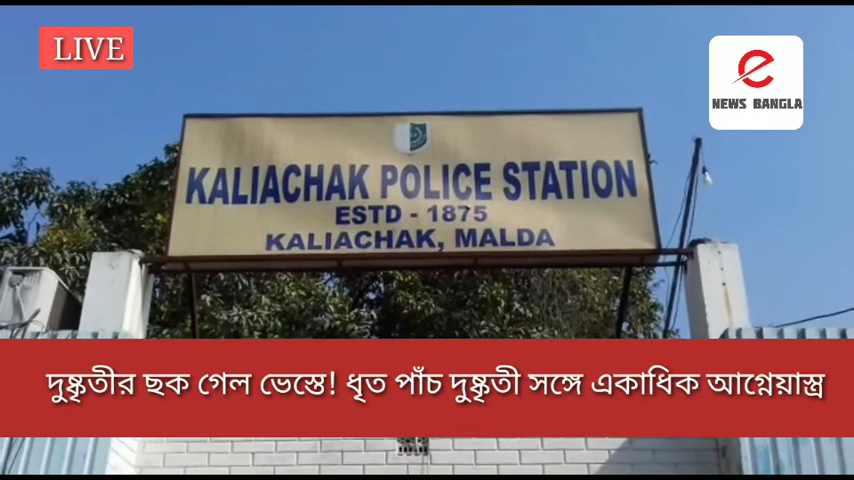 LIVE
e
NEWS BANGLA
KALIACHAK POLICE STATION
ESTD - 1875
KALIACHAK, MALDA
দুষ্কৃতীর ছক গেল ভেস্তে! ধৃত পাঁচ দুষ্কৃতী সঙ্গে একাধিক আগ্নেয়াস্ত্র